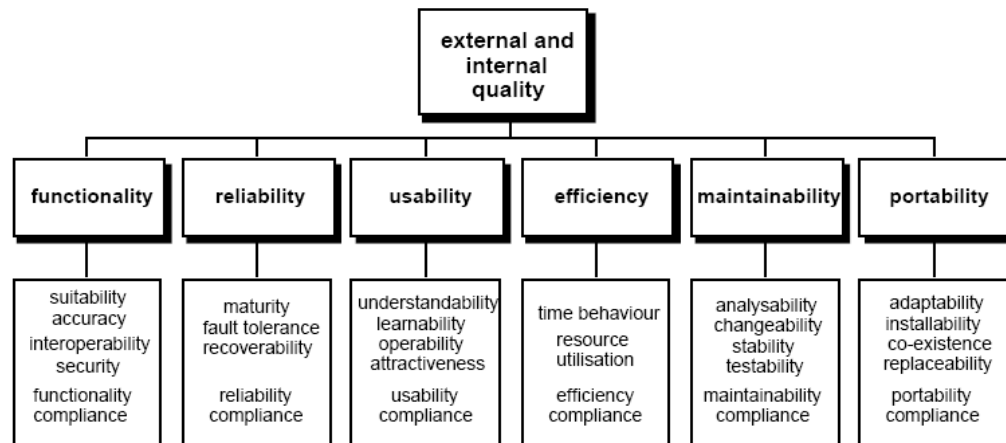 external and
internal
quality
functionality
reliability
usability
efficiency
maintainability
portability
suitability
accuracy
interoperability
security
functionality
compliance
maturity
fault tolerance
recoverability
reliability
compliance
understandability
learnability
operability
attractiveness
usability
compliance
time behaviour
resource
utilisation
efficiency
compliance
analysability
changeability
stability
testability
maintainability
compliance
adaptability
installability
co-existence
replaceability
portability
compliance